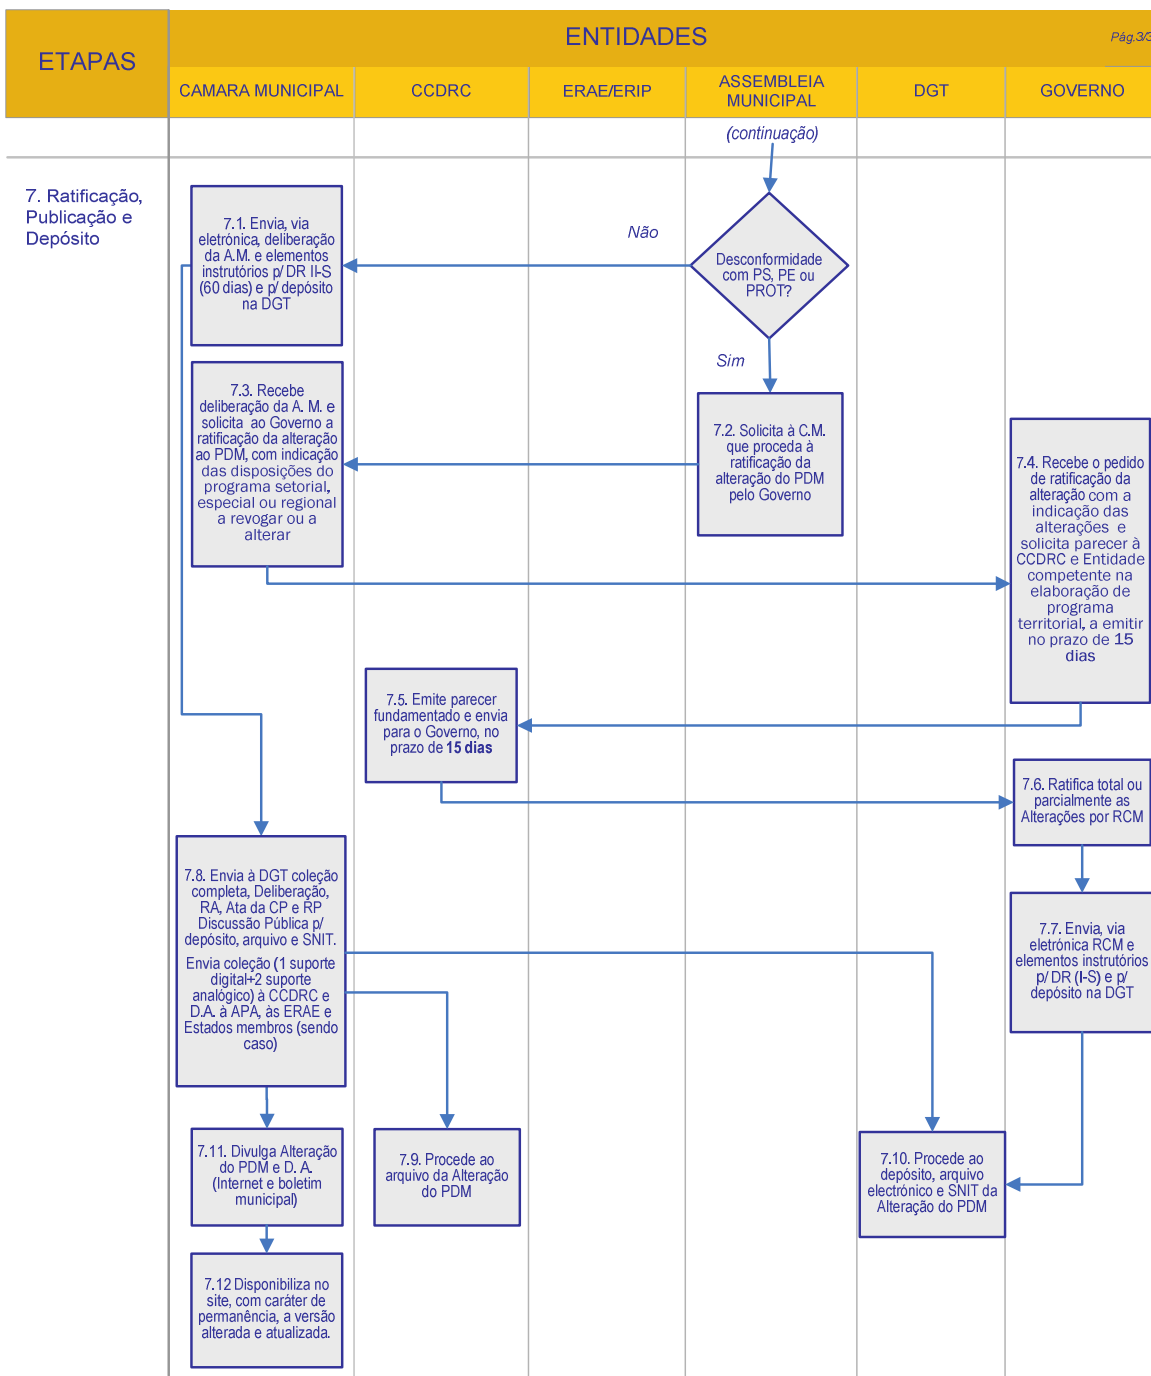 ETAPAS
ENTIDADES
Pág.3/3
CAMARA MUNICIPAL
CCDRC
ERAE/ERIP
ASSEMBLEIA
MUNICIPAL
DGT
GOVERNO
(continuação)
7. Ratificação,
Publicação e
Depósito
7.1. Envia, via
eletrónica, deliberação
da A.M. e elementos
instrutórios p/ DR II-S
(60 dias) e p/ depósito
na DGT
Não
Desconformidade
com PS, PE ou
PROT?
Sim
7.3. Recebe
deliberação da A. M. e
solicita ao Governo a
ratificação da alteração
ao PDM, com indicação
das disposições do
programa setorial,
especial ou regional
a revogar ou a
alterar
7.2. Solicita à C.M.
que proceda à
ratificação da
alteração do PDM
pelo Governo
7.4. Recebe o pedido
de ratificação da
alteração com a
indicação das
alterações e
solicita parecer à
CCDRC e Entidade
competente na
elaboração de
programa
territorial, a emitir
no prazo de 15
dias
7.5. Emite parecer
fundamentado e envia
para o Governo, no
prazo de 15 dias
7.6. Ratifica total ou
parcialmente as
Alterações por RCM
7.8. Envia à DGT coleção
completa, Deliberação,
RA, Ata da CP e RP
Discussão Pública p/
depósito, arquivo e SNIT.
Envia coleção (1 suporte
digital+2 suporte
analógico) à CCDRC e
D.A. à APA, às ERAE e
Estados membros (sendo
caso)
7.7. Envia, via
eletrónica RCM e
elementos instrutórios
p/ DR (I-S) e p/
depósito na DGT
7.11. Divulga Alteração
do PDM e D. A.
(Internet e boletim
municipal)
7.9. Procede ao
arquivo da Alteração
do PDM
7.10. Procede ao
depósito, arquivo
electrónico e SNIT da
Alteração do PDM
7.12 Disponibiliza no
site, com caráter de
permanência, a versão
alterada e atualizada.